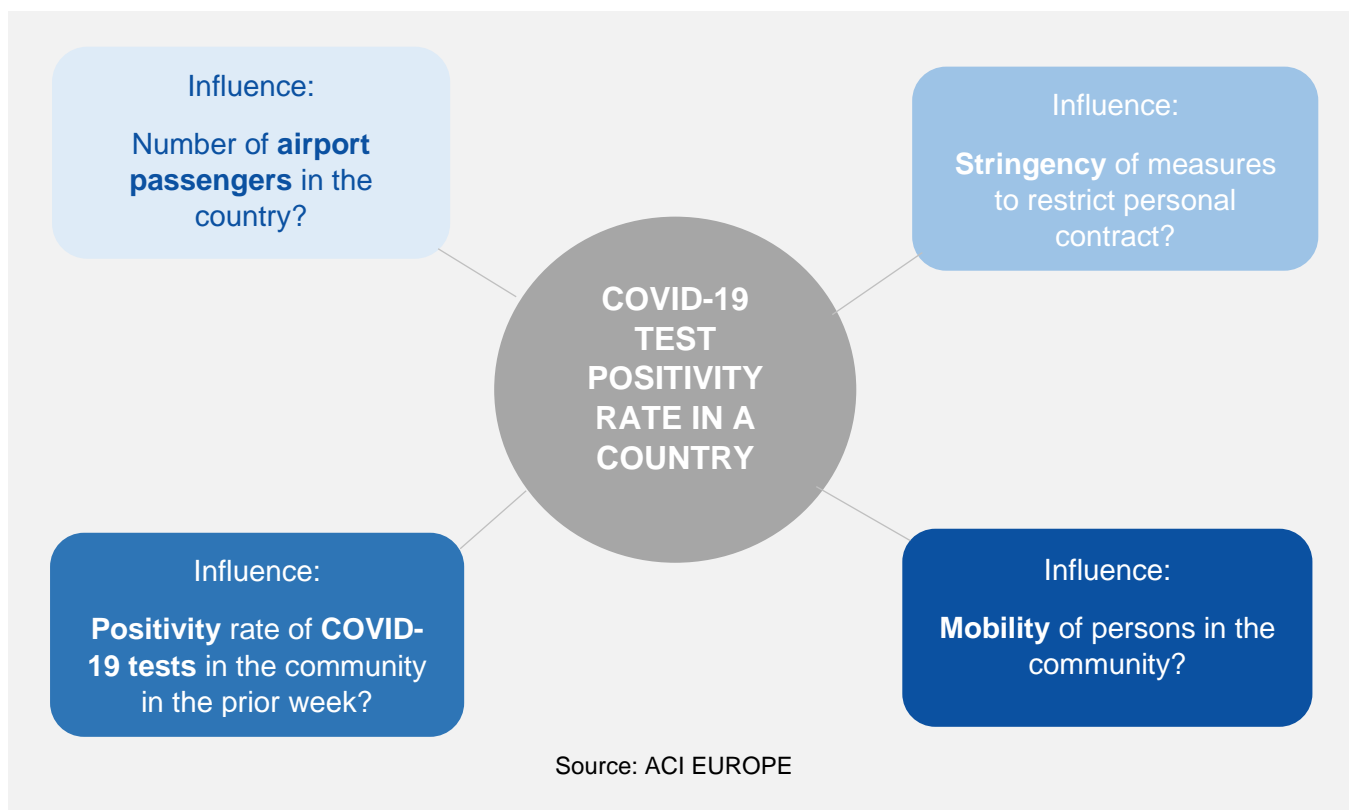 Influence:
Number of airport
passengers in the
country?
Influence:
Stringency of measures
to restrict personal
contract?
COVID-19
TEST
POSITIVITY
RATE IN A
COUNTRY
Influence:
Positivity rate of COVID-
19 tests in the community
in the prior week?
Influence:
Mobility of persons in the
community?
Source: ACI EUROPE